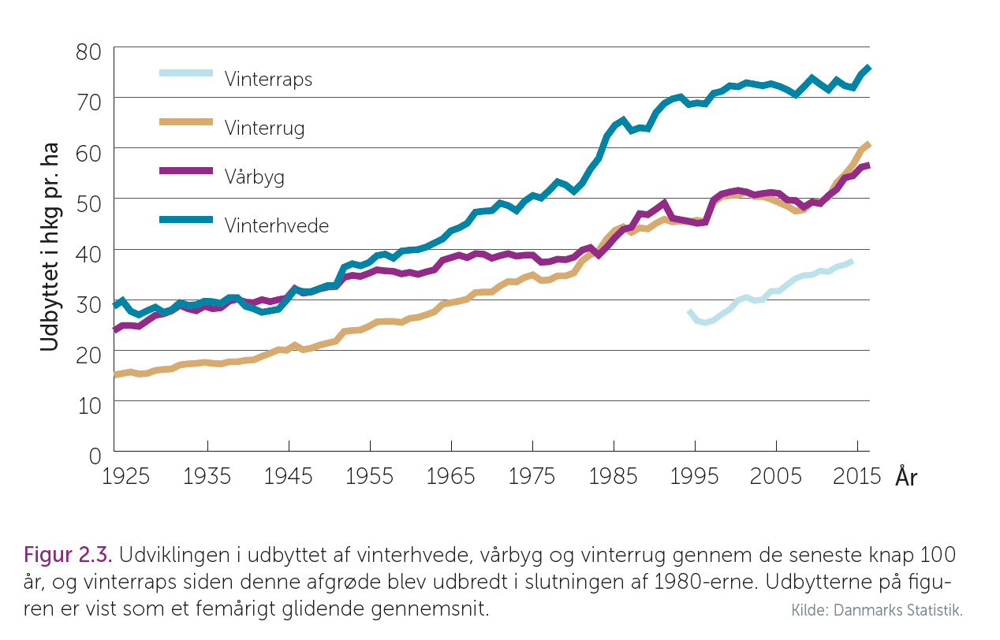 Udbyttet i hkg pr. ha
80
70
60
50
40
30
20
10
0
Vinterraps
Vinterrug
Vårbyg
Vinterhvede
1925 1935 1945 1955 1965 1975 1985 1995 2005 2015 År
Figur 2.3. Udviklingen i udbyttet af vinterhvede, vårbyg og vinterrug gennem de seneste knap 100
år, og vinterraps siden denne afgrøde blev udbredt i slutningen af 1980-erne. Udbytterne på figu-
ren er vist som et femårigt glidende gennemsnit.
Kilde: Danmarks Statistik.